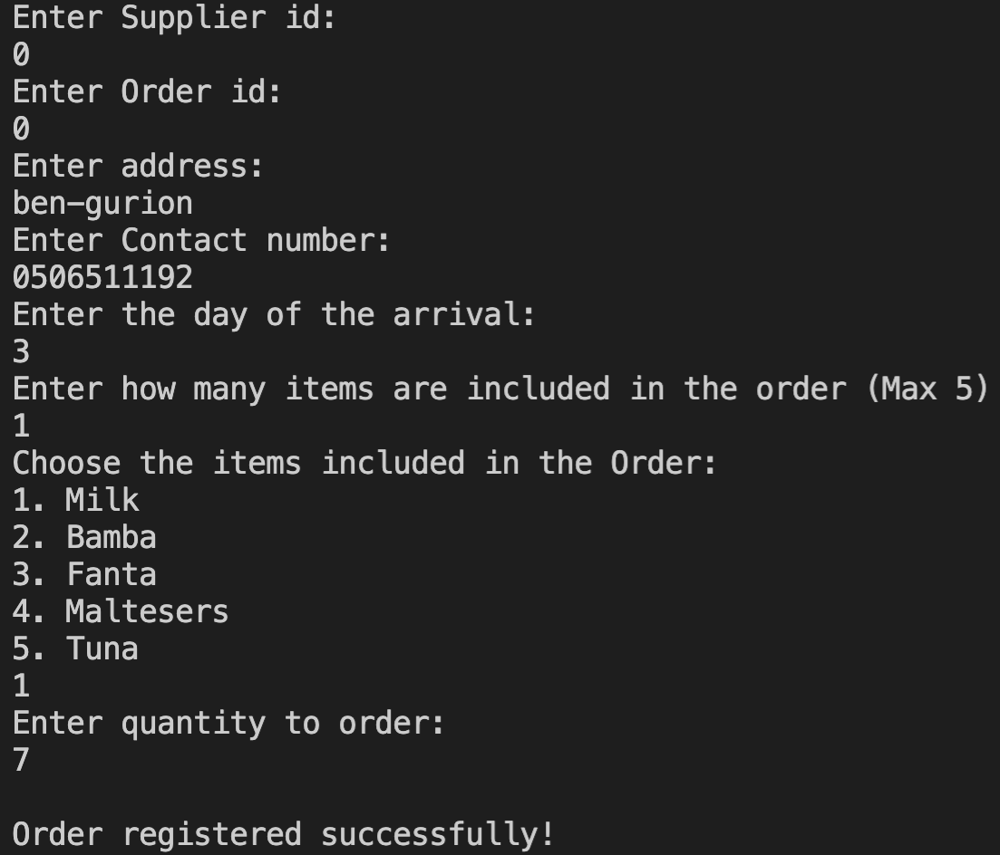 Enter Supplier id:
0
Enter Order id:
0
Enter address:
ben-gurion
Enter Contact number:
0506511192
Enter the day of the arrival:
3
Enter how many items are included in the order (Max 5)
1
Choose the items included in the Order:
1. Milk
2. Bamba
3. Fanta
4. Maltesers
5. Tuna
1
Enter quantity to order:
7
Order registered successfully!